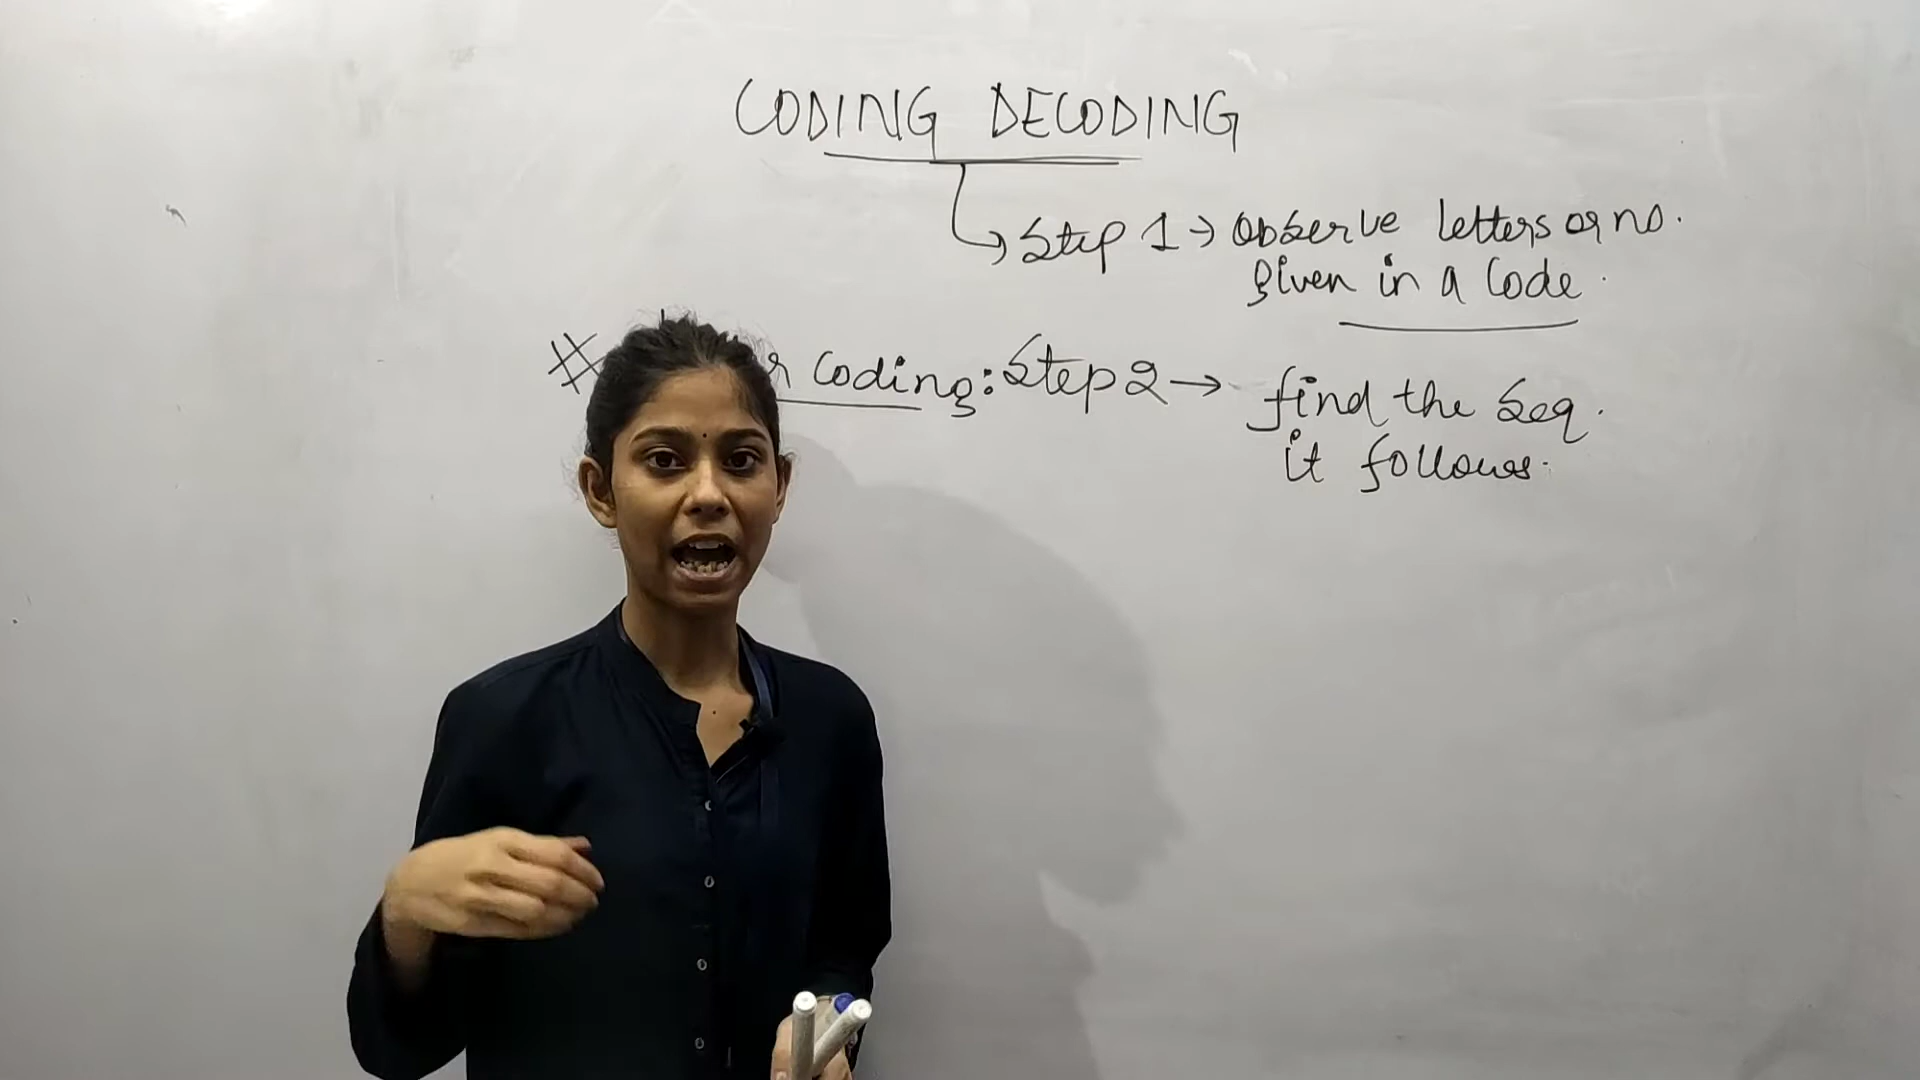 CODING DECODING
Step 1 → Observe letters or no.
given in a Code.
# coding: Step 2 → find the Seq.
it follows.